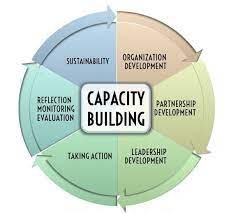 SUSTAINABILITY
ORGANIZATION
DEVELOPMENT
REFLECTION
MONITORING
EVALUATION
CAPACITY
BUILDING
PARTNERSHIP
DEVELOPMENT
TAKING ACTION
LEADERSHIP
DEVELOPMENT